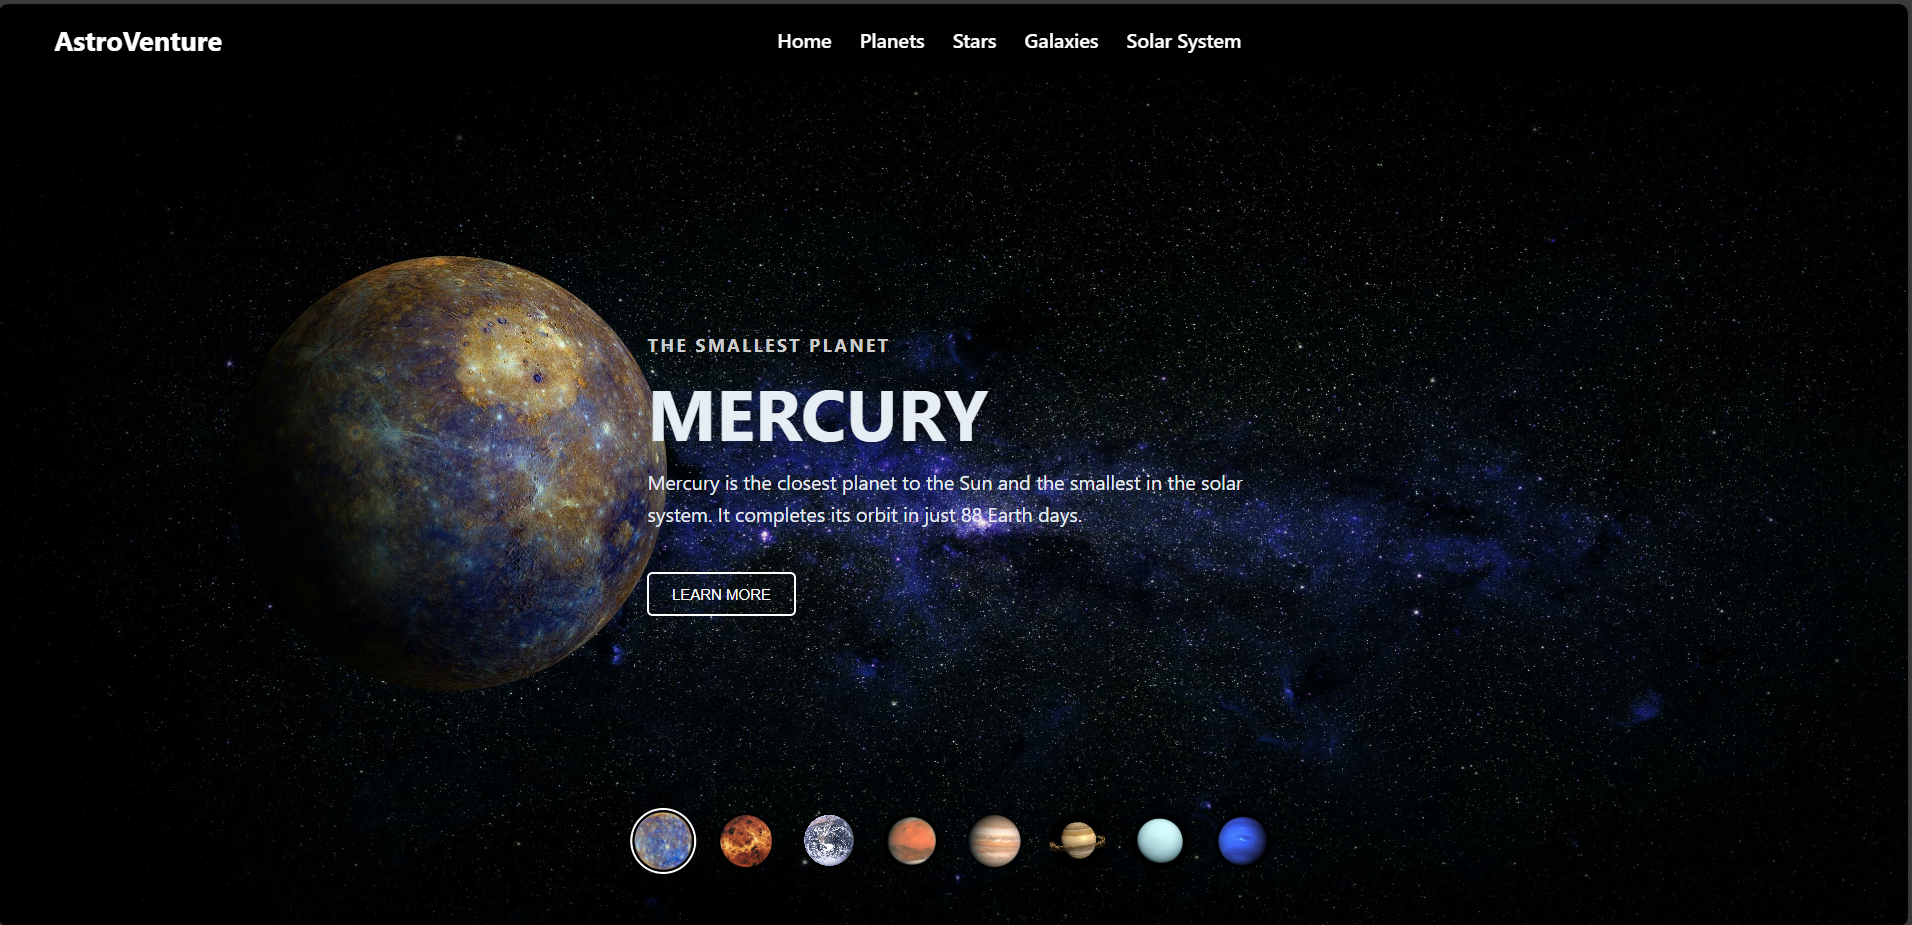 AstroVenture
Home Planets Stars Galaxies Solar System
THE SMALLEST PLANET
MERCURY
Mercury is the closest planet to the Sun and the smallest in the solar
system. It completes its orbit in just 88 Earth days.
LEARN MORE